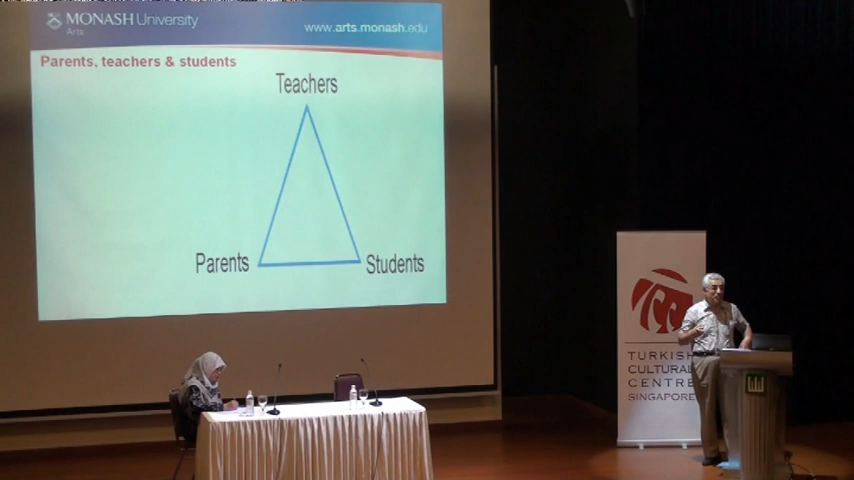 MONASH University
Arts
www.arts.monash.edu
Parents, teachers & students
Teachers
Parents
Students
TURKISH
CULTURAL
CENTRE
SINGAPORE